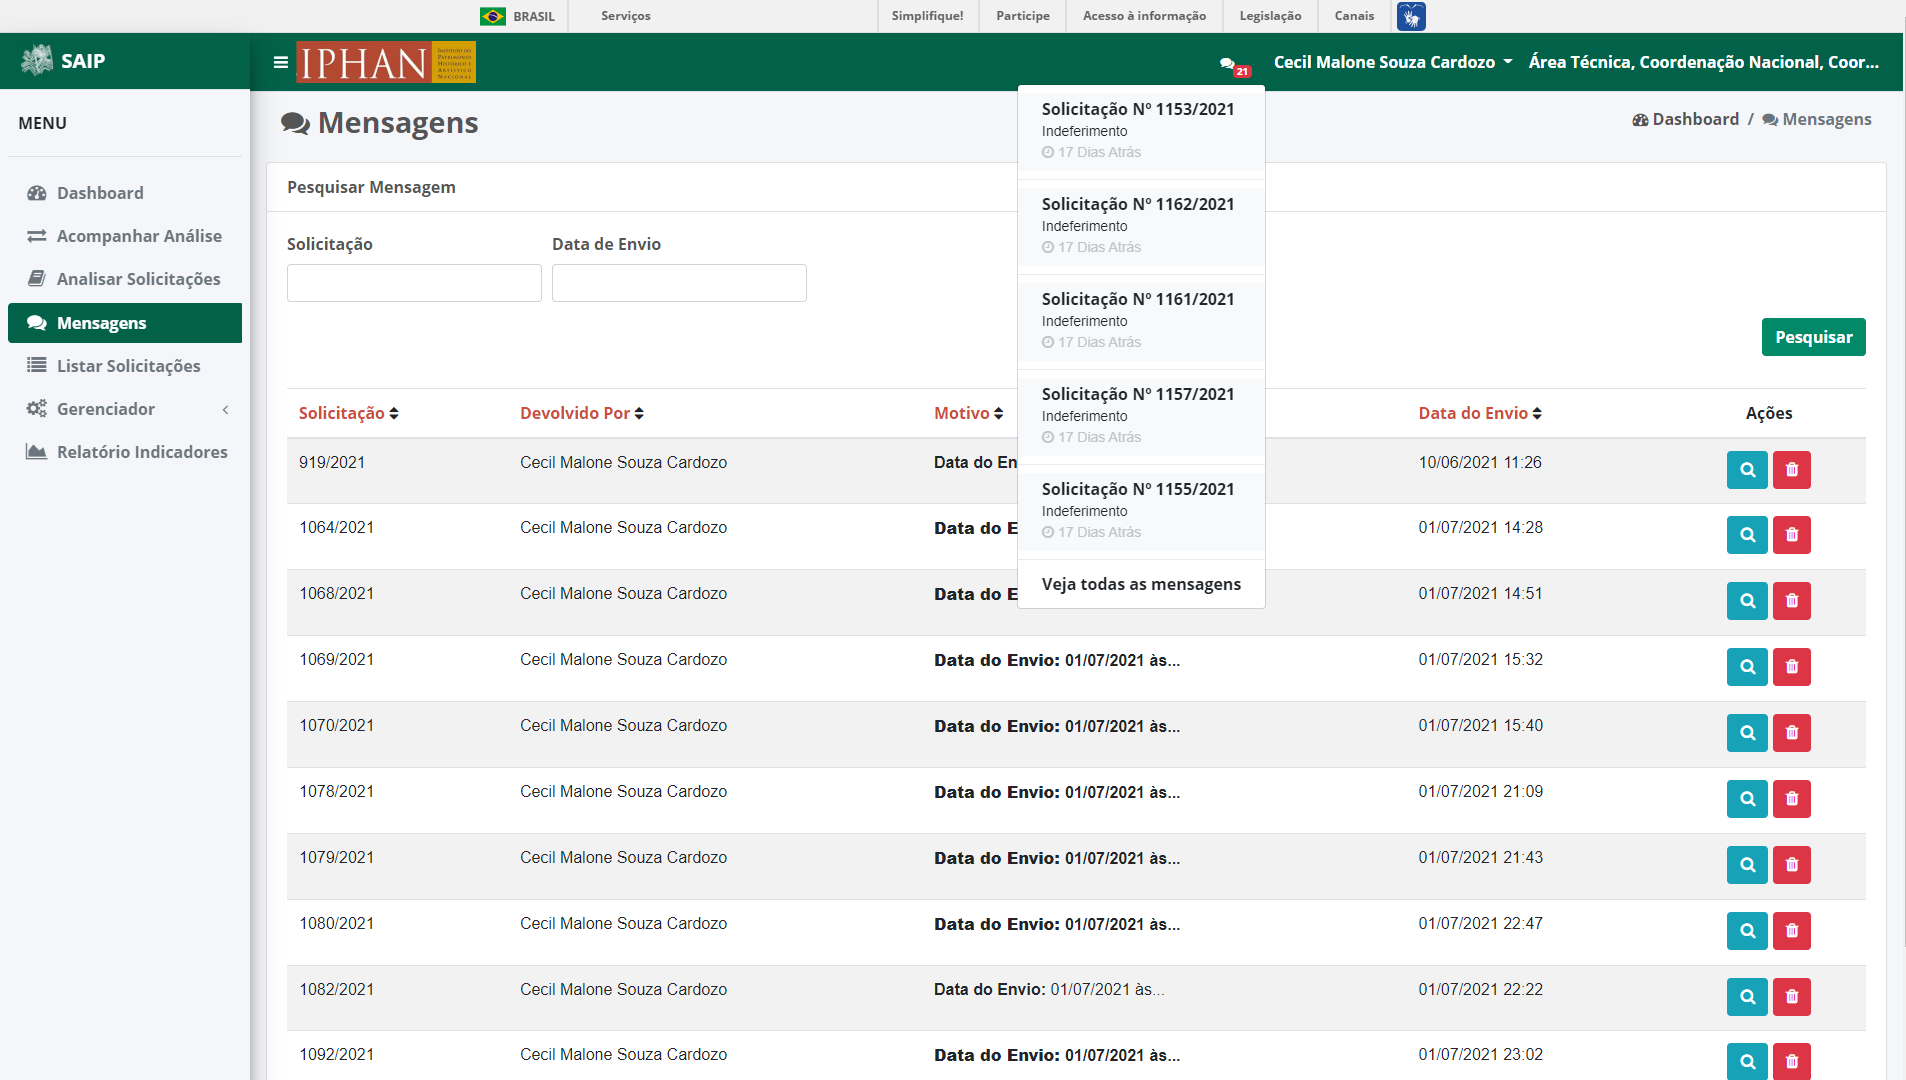 BRASIL
Serviços
Simplifique!
Participe
Acesso à informação
Legislação
Canais
SAIP
IPHAN
INSTITUTO DO
PATRIMÔNIO
HISTÓRICO E
ARTÍSTICO
NACIONAL
21
Cecil Malone Souza Cardozo
Área Técnica, Coordenação Nacional, Coor...
MENU
Dashboard
Acompanhar Análise
Analisar Solicitações
Mensagens
Listar Solicitações
Gerenciador
Relatório Indicadores
Mensagens
Dashboard / Mensagens
Pesquisar Mensagem
Solicitação
Data de Envio
Pesquisar
Solicitação Nº 1153/2021
Indeferimento
17 Dias Atrás
Solicitação Nº 1162/2021
Indeferimento
17 Dias Atrás
Solicitação Nº 1161/2021
Indeferimento
17 Dias Atrás
Solicitação Nº 1157/2021
Indeferimento
17 Dias Atrás
Solicitação Nº 1155/2021
Indeferimento
17 Dias Atrás
Veja todas as mensagens
Solicitação Devolvido Por Motivo Data do Envio Ações
919/2021 Cecil Malone Souza Cardozo Data do En 10/06/2021 11:26
1064/2021 Cecil Malone Souza Cardozo Data do E 01/07/2021 14:28
1068/2021 Cecil Malone Souza Cardozo Data do E 01/07/2021 14:51
1069/2021 Cecil Malone Souza Cardozo Data do Envio: 01/07/2021 às... 01/07/2021 15:32
1070/2021 Cecil Malone Souza Cardozo Data do Envio: 01/07/2021 às... 01/07/2021 15:40
1078/2021 Cecil Malone Souza Cardozo Data do Envio: 01/07/2021 às... 01/07/2021 21:09
1079/2021 Cecil Malone Souza Cardozo Data do Envio: 01/07/2021 às... 01/07/2021 21:43
1080/2021 Cecil Malone Souza Cardozo Data do Envio: 01/07/2021 às... 01/07/2021 22:47
1082/2021 Cecil Malone Souza Cardozo Data do Envio: 01/07/2021 às... 01/07/2021 22:22
1092/2021 Cecil Malone Souza Cardozo Data do Envio: 01/07/2021 às... 01/07/2021 23:02